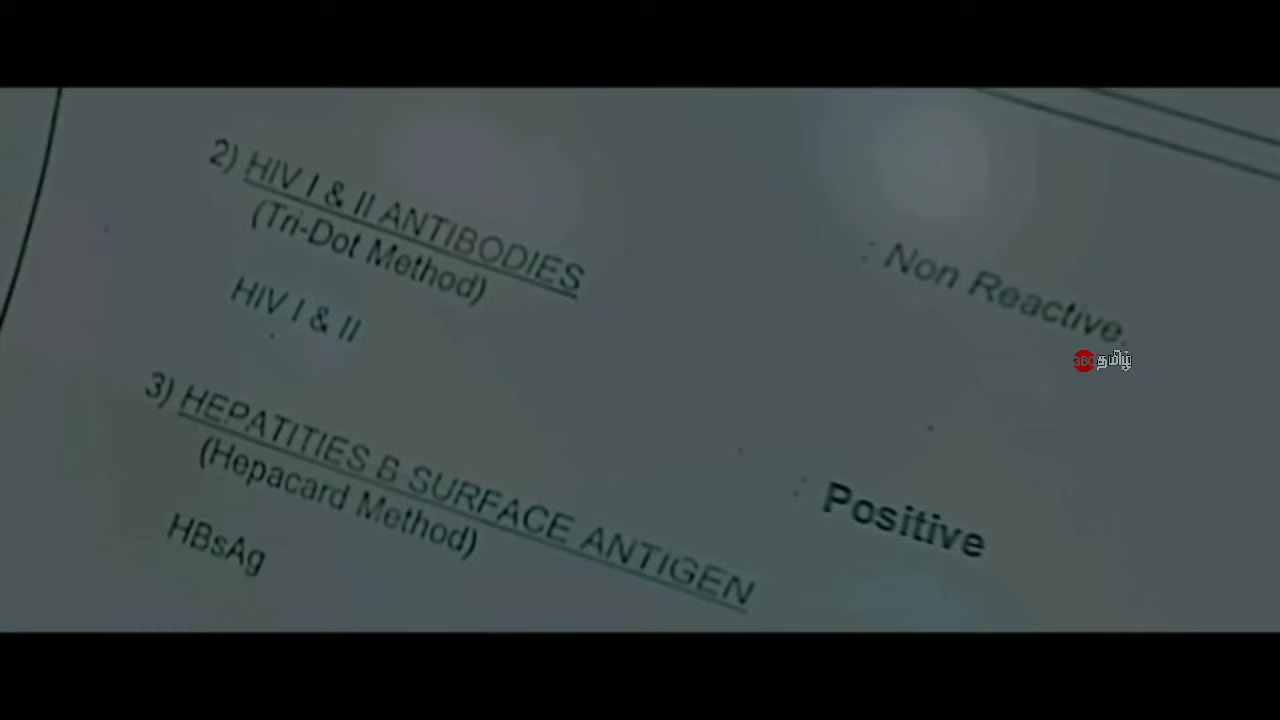 2) HIV I & II ANTIBODIES
(Tri-Dot Method)
HIV I & II
: Non Reactive.
360 தமிழ்
3) HEPATITIES B SURFACE ANTIGEN
(Hepacard Method)
HBsAg
: Positive